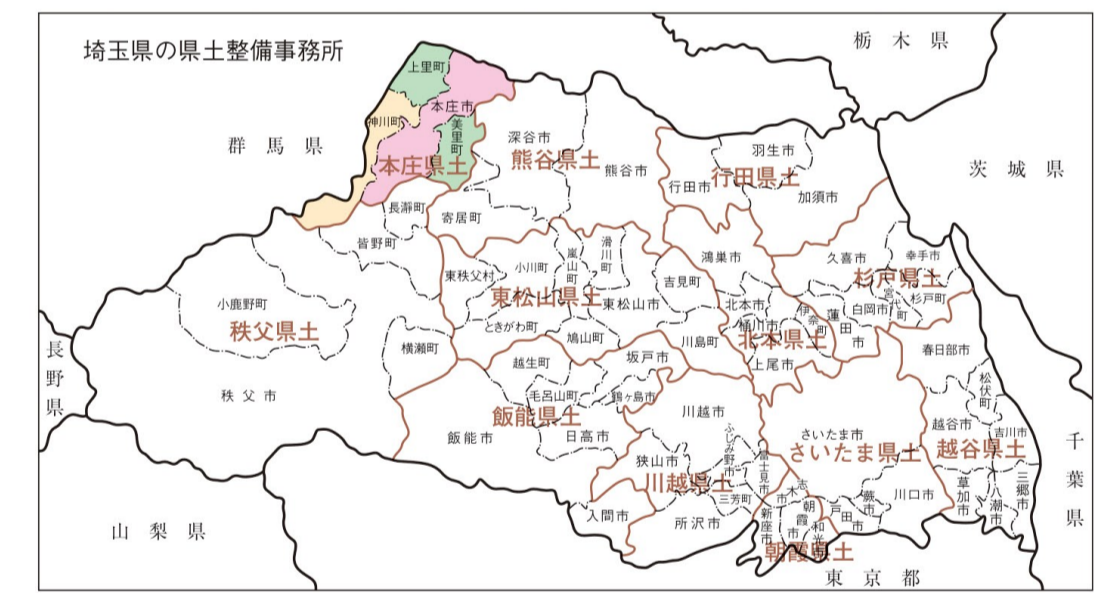 埼玉県の県土整備事務所
栃木県
群馬県
茨城県
長野県
山梨県
東京都
千葉県
上里町
本庄市
神川町
美里町
本庄県土
深谷市
熊谷県土
熊谷市
寄居町
羽生市
行田県土
行田市
加須市
長瀞町
皆野町
小鹿野町
秩父県土
横瀬町
秩父市
東秩父村
小川町
嵐山町
滑川町
吉見町
東松山県土
東松山市
ときがわ町
鳩山町
川島町
鴻巣市
北本市
桶川市
伊奈町
北本県土
上尾市
久喜市
幸手市
杉戸県土
宮代町
杉戸町
白岡市
蓮田市
春日部市
松伏町
越谷市
吉川市
越谷県土
草加市
八潮市
三郷市
越生町
坂戸市
毛呂山町
鶴ヶ島市
飯能県土
飯能市
日高市
川越市
ふじみ野市
富士見市
狭山市
川越県土
三芳町
入間市
所沢市
さいたま市
さいたま県土
川口市
蕨市
戸田市
志木市
朝霞市
新座市
和光
朝霞県土